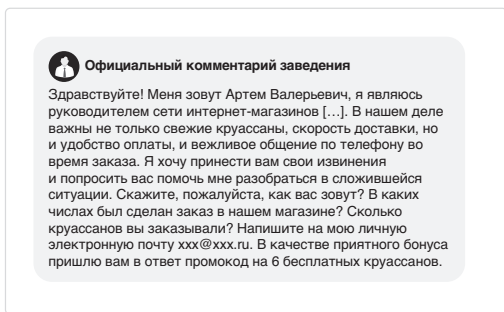 Официальный комментарий заведения
Здравствуйте! Меня зовут Артем Валерьевич, я являюсь
руководителем сети интернет-магазинов […]. В нашем деле
важны не только свежие круассаны, скорость доставки, но
и удобство оплаты, и вежливое общение по телефону во
время заказа. Я хочу принести вам свои извинения
и попросить вас помочь мне разобраться в сложившейся
ситуации. Скажите, пожалуйста, как вас зовут? В каких
числах был сделан заказ в нашем магазине? Сколько
круассанов вы заказывали? Напишите на мою личную
электронную почту xxx@xxx.ru. В качестве приятного бонуса
пришлю вам в ответ промокод на 6 бесплатных круассанов.